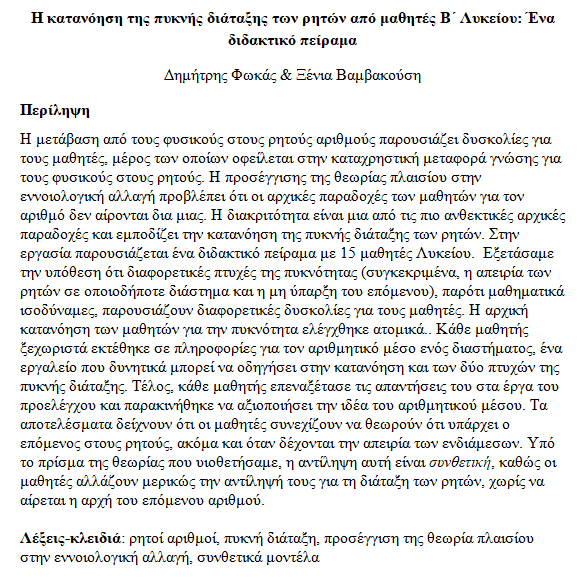 Η κατανόηση της πυκνής διάταξης των ρητών από μαθητές Β΄ Λυκείου: Ένα
διδακτικό πείραμα
Δημήτρης Φωκάς & Ξένια Βαμβακούση
Περίληψη
Η μετάβαση από τους φυσικούς στους ρητούς αριθμούς παρουσιάζει δυσκολίες για
τους μαθητές, μέρος των οποίων οφείλεται στην καταχρηστική μεταφορά γνώσης για
τους φυσικούς στους ρητούς. Η προσέγγισης της θεωρίας πλαισίου στην
εννοιολογική αλλαγή προβλέπει ότι οι αρχικές παραδοχές των μαθητών για τον
αριθμό δεν αίρονται δια μιας. Η διακριτότητα είναι μια από τις πιο ανθεκτικές αρχικές
παραδοχές και εμποδίζει την κατανόηση της πυκνής διάταξης των ρητών. Στην
εργασία παρουσιάζεται ένα διδακτικό πείραμα με 15 μαθητές Λυκείου.  Εξετάσαμε
την υπόθεση ότι διαφορετικές πτυχές της πυκνότητας (συγκεκριμένα, η απειρία των
ρητών σε οποιοδήποτε διάστημα και η μη ύπαρξη του επόμενου), παρότι μαθηματικά
ισοδύναμες, παρουσιάζουν διαφορετικές δυσκολίες για τους μαθητές. Η αρχική
κατανόηση των μαθητών για την πυκνότητα ελέγχθηκε ατομικά.. Κάθε μαθητής
ξεχωριστά εκτέθηκε σε πληροφορίες για τον αριθμητικό μέσο ενός διαστήματος, ένα
εργαλείο που δυνητικά μπορεί να οδηγήσει στην κατανόηση και των δύο πτυχών της
πυκνής διάταξης. Τέλος, κάθε μαθητής επενεξέτασε τις απαντήσεις του στα έργα του
προελέγχου και παρακινήθηκε να αξιοποιήσει την ιδέα του αριθμητικού μέσου. Τα
αποτελέσματα δείχνουν ότι οι μαθητές συνεχίζουν να θεωρούν ότι υπάρχει ο
επόμενος στους ρητούς, ακόμα και όταν δέχονται την απειρία των ενδιάμεσων. Υπό
το πρίσμα της θεωρίας που υιοθετήσαμε, η αντίληψη αυτή είναι συνθετική, καθώς οι
μαθητές αλλάζουν μερικώς την αντίληψή τους για τη διάταξη των ρητών, χωρίς να
αίρεται η αρχή του επόμενου αριθμού.
Λέξεις-κλειδιά: ρητοί αριθμοί, πυκνή διάταξη, προσέγγιση της θεωρία πλαισίου
στην εννοιολογική αλλαγή, συνθετικά μοντέλα